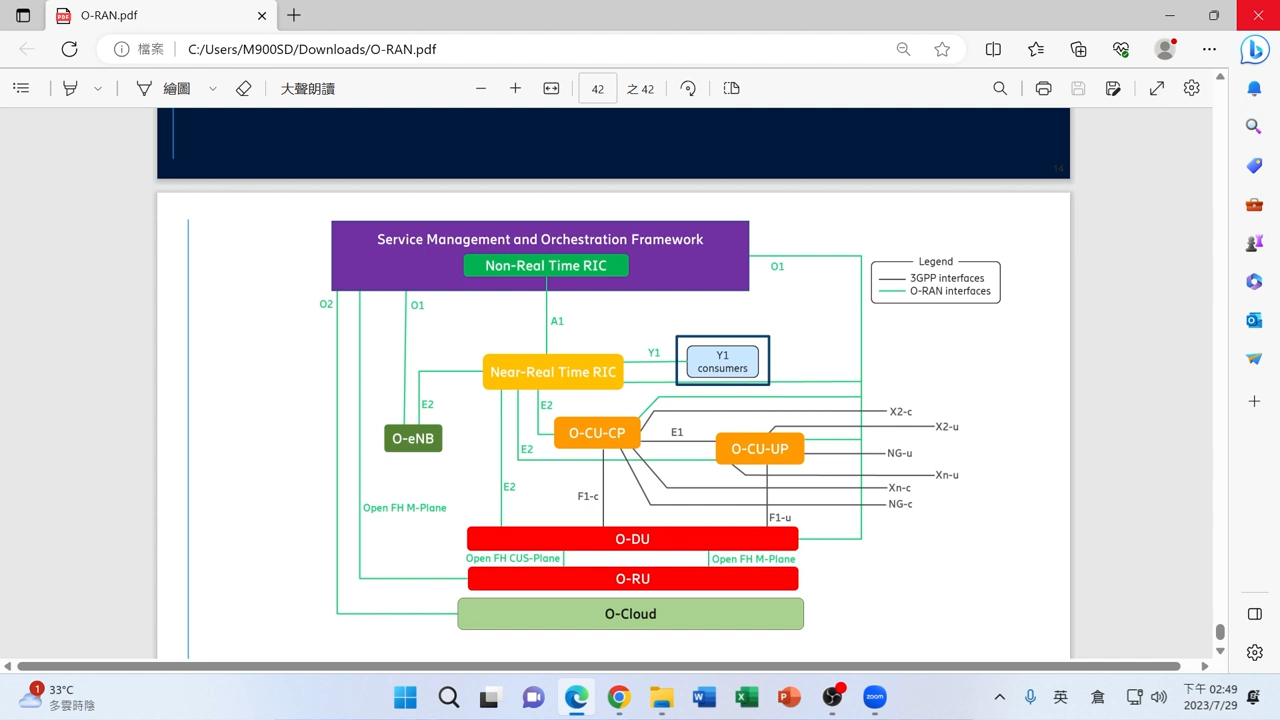 O-RAN.pdf
檔案
C:/Users/M900SD/Downloads/O-RAN.pdf
繪圖
大聲朗讀
42
之 42
14
Service Management and Orchestration Framework
Non-Real Time RIC
O1
Legend
3GPP interfaces
O-RAN interfaces
O2
O1
A1
Y1
Y1
consumers
Near-Real Time RIC
E2
E2
O-eNB
O-CU-CP
E1
O-CU-UP
E2
X2-c
X2-u
NG-u
Xn-u
Xn-c
NG-c
E2
F1-c
F1-u
Open FH M-Plane
O-DU
Open FH CUS-Plane
Open FH M-Plane
O-RU
O-Cloud
1
33°C
多雲時陰
zoom
英
下午 02:49
2023/7/29